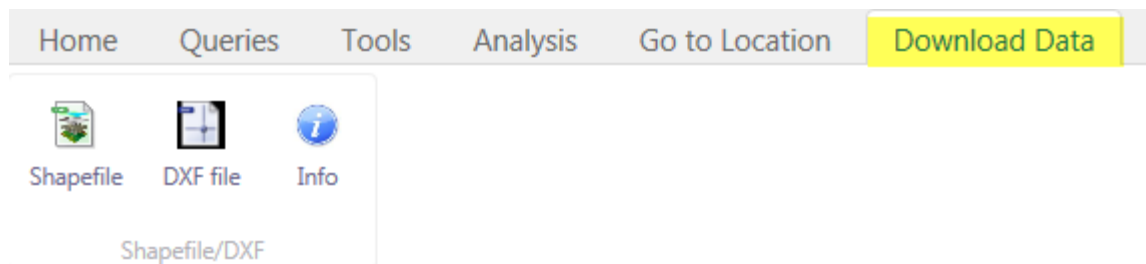 Home Queries Tools Analysis Go to Location Download Data
Shapefile DXF file Info
Shapefile/DXF